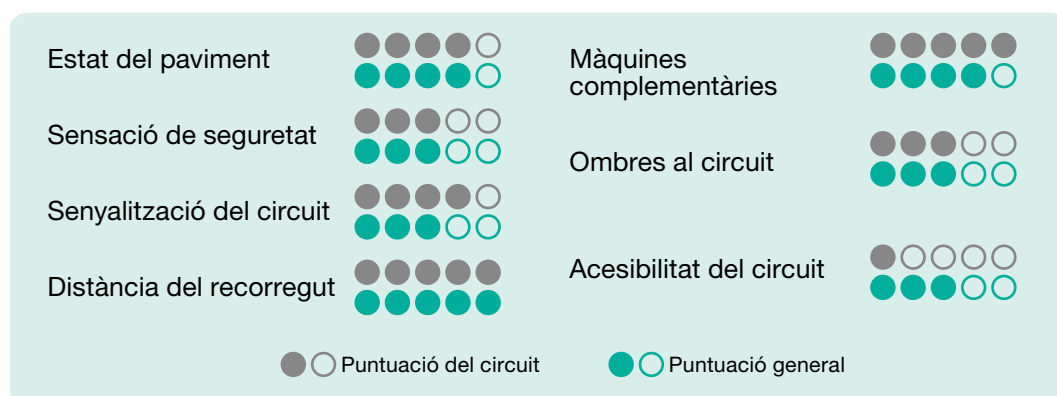 Estat del paviment
Sensació de seguretat
Senyalització del circuit
Distància del recorregut
Màquines
complementàries
Ombres al circuit
Acesibilitat del circuit
Puntuació del circuit
Puntuació general